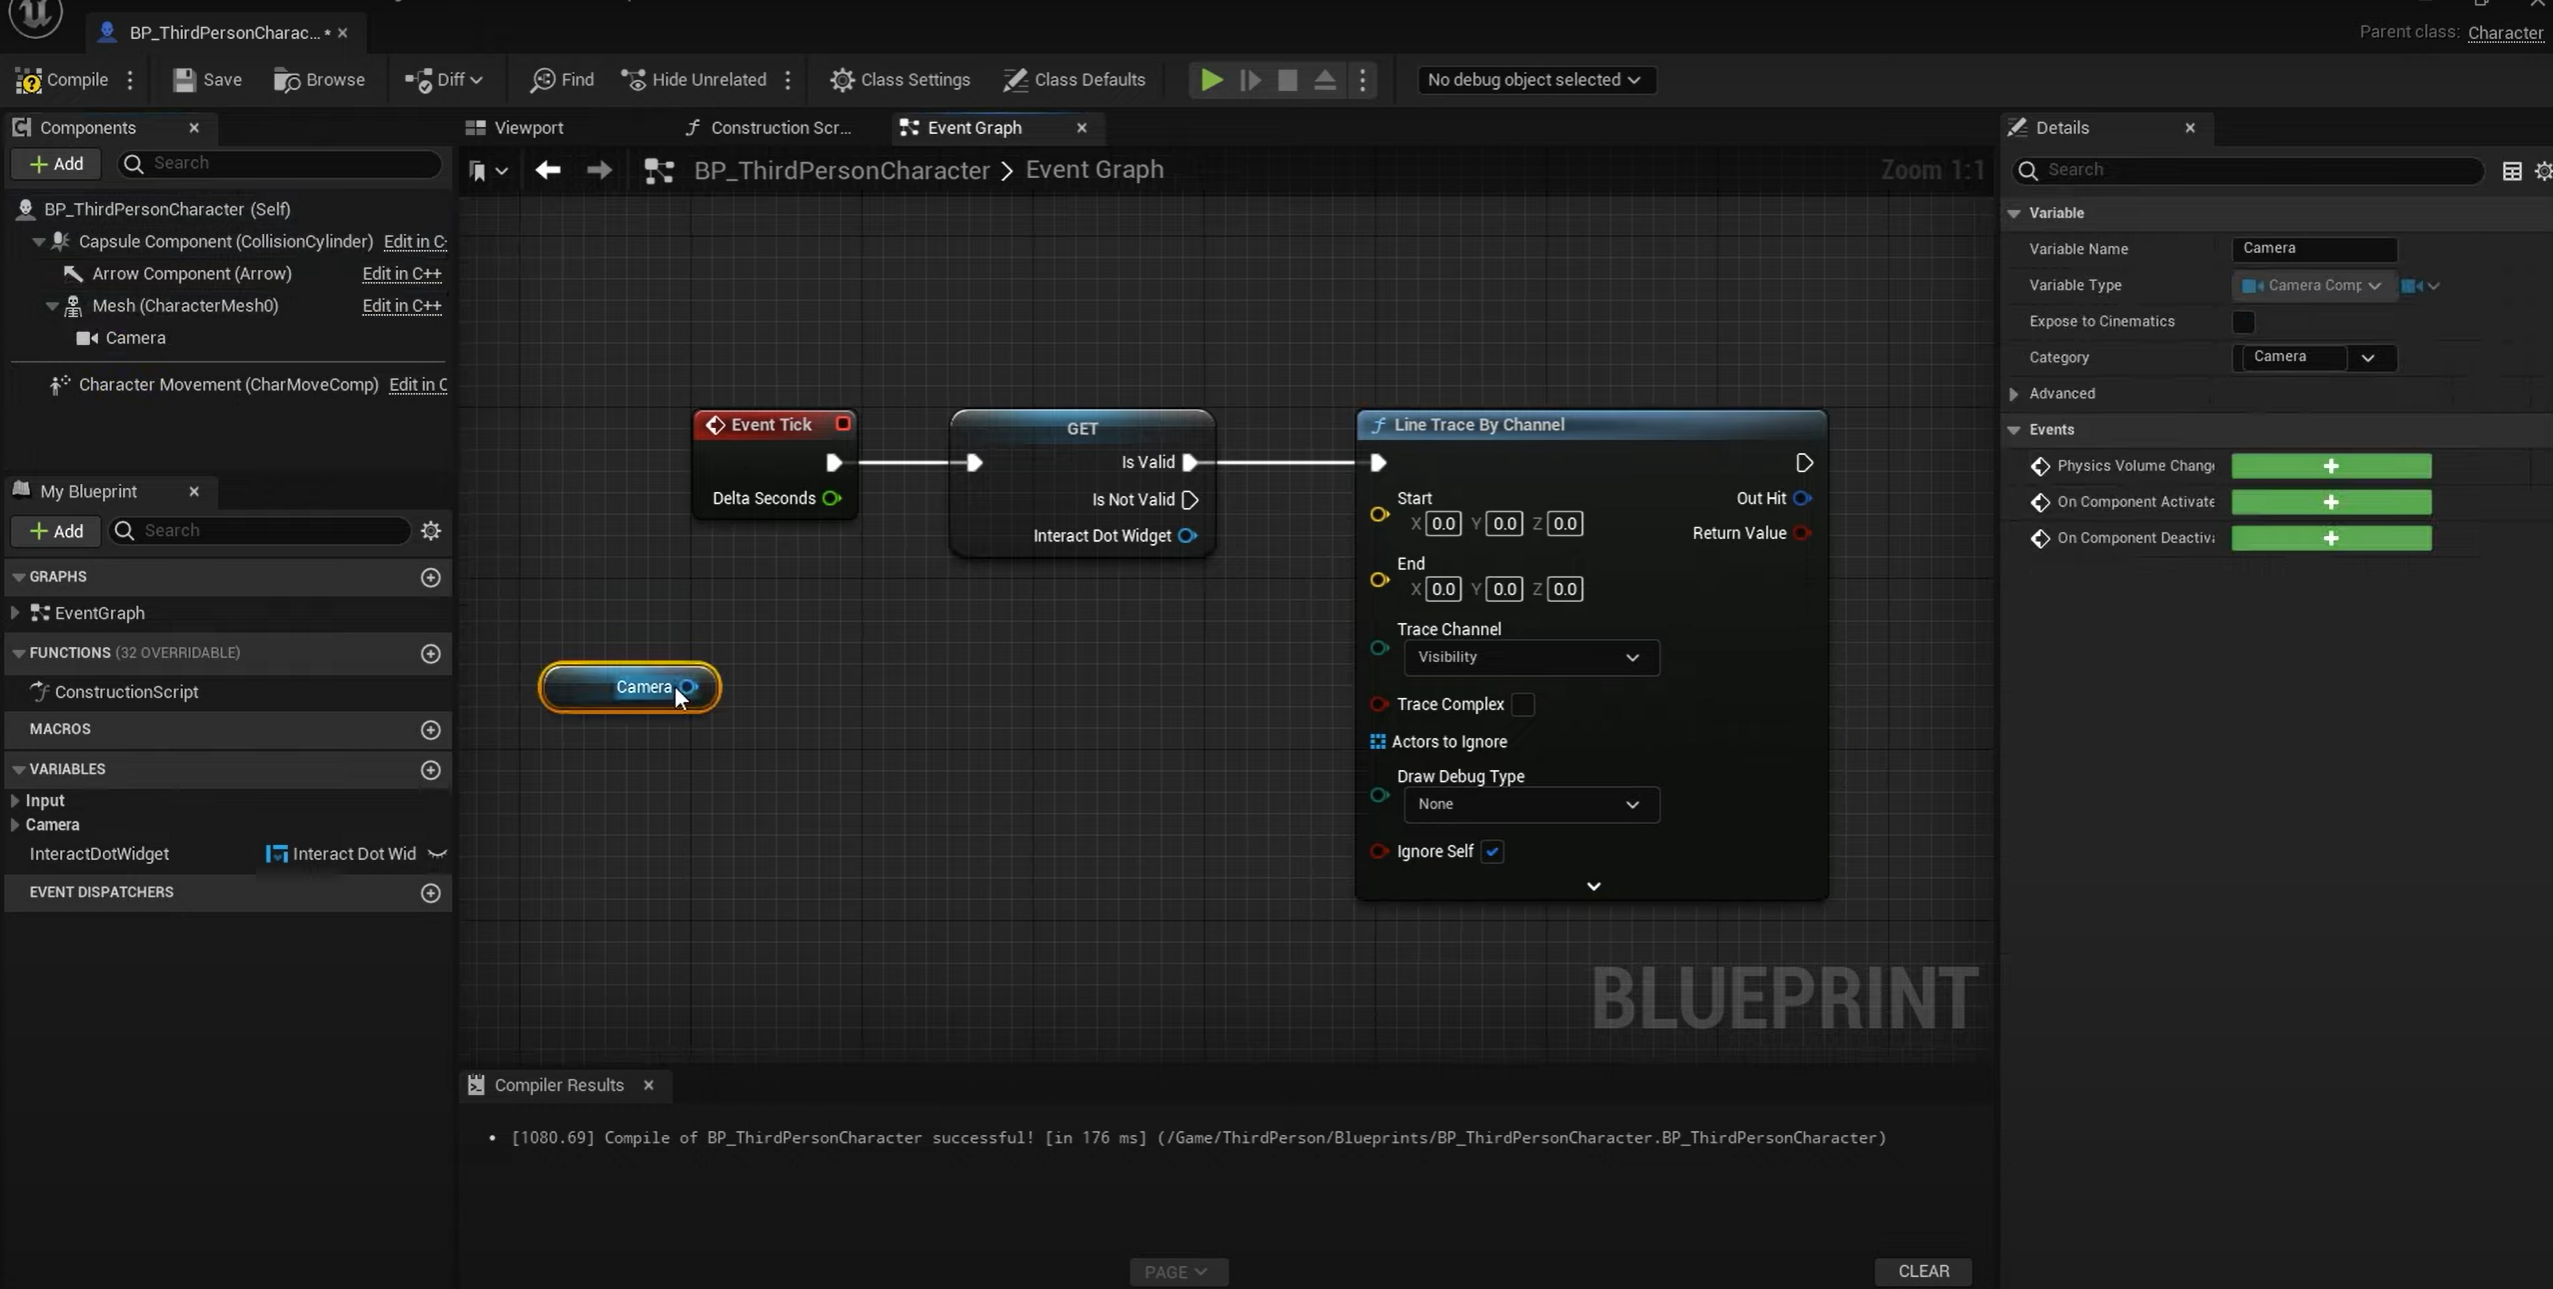 BP_ThirdPersonCharac... *
Parent class: Character
Compile
Save
Browse
Diff
Find
Hide Unrelated
Class Settings
Class Defaults
No debug object selected
Components
Add
Search
BP_ThirdPersonCharacter (Self)
Capsule Component (CollisionCylinder) Edit in C
Arrow Component (Arrow) Edit in C++
Mesh (CharacterMesh0) Edit in C++
Camera
Character Movement (CharMoveComp) Edit in C
My Blueprint
Add
Search
GRAPHS
EventGraph
FUNCTIONS (32 OVERRIDABLE)
ConstructionScript
MACROS
VARIABLES
Input
Camera
InteractDotWidget Interact Dot Wid
EVENT DISPATCHERS
Viewport
Construction Scr...
Event Graph
BP_ThirdPersonCharacter > Event Graph
Zoom 1:1
Event Tick
Delta Seconds
GET
Is Valid
Is Not Valid
Interact Dot Widget
Camera
Line Trace By Channel
Start
X 0.0 Y 0.0 Z 0.0
Out Hit
Return Value
End
X 0.0 Y 0.0 Z 0.0
Trace Channel
Visibility
Trace Complex
Actors to Ignore
Draw Debug Type
None
Ignore Self
BLUEPRINT
Compiler Results
[1080.69] Compile of BP_ThirdPersonCharacter successful! [in 176 ms] (/Game/ThirdPerson/Blueprints/BP_ThirdPersonCharacter.BP_ThirdPersonCharacter)
PAGE
CLEAR
Details
Search
Variable
Variable Name Camera
Variable Type Camera Comp
Expose to Cinematics
Category Camera
Advanced
Events
Physics Volume Chang
On Component Activate
On Component Deactiv